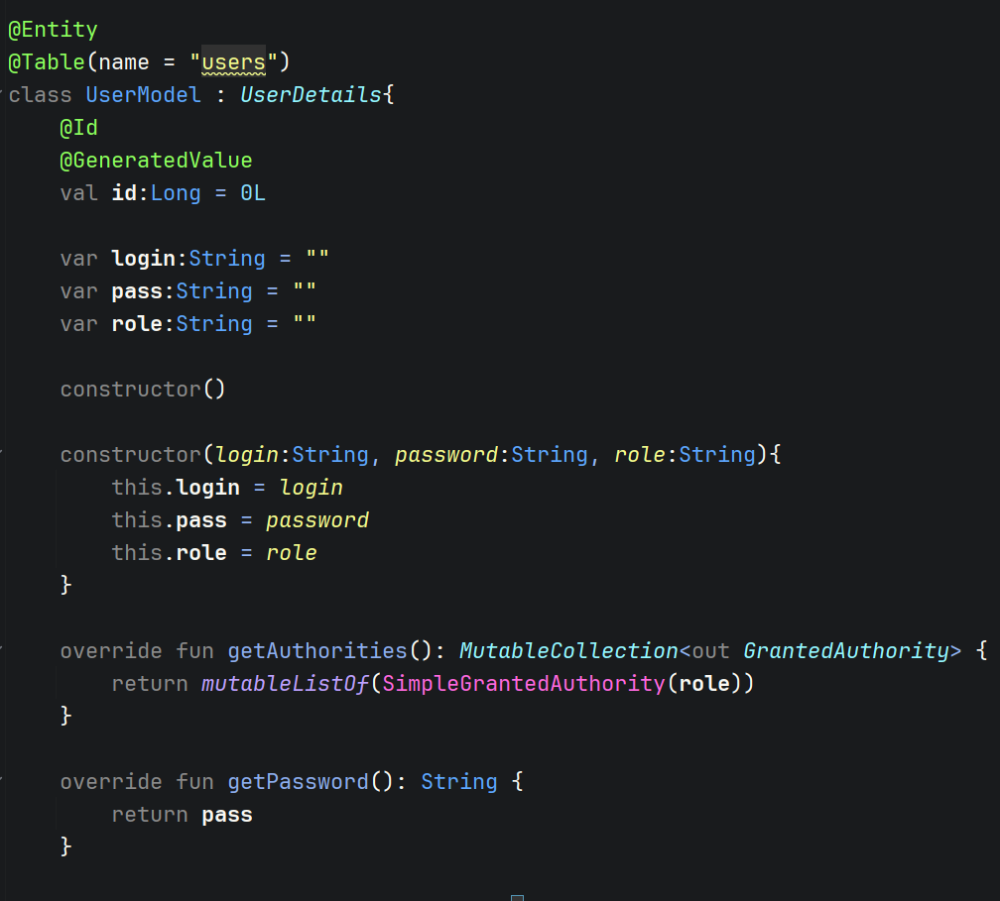 @Entity
@Table(name = "users")
class UserModel : UserDetails{
    @Id
    @GeneratedValue
    val id:Long = 0L

    var login:String = ""
    var pass:String = ""
    var role:String = ""

    constructor()

    constructor(login:String, password:String, role:String){
        this.login = login
        this.pass = password
        this.role = role
    }

    override fun getAuthorities(): MutableCollection<out GrantedAuthority> {
        return mutableListOf(SimpleGrantedAuthority(role))
    }

    override fun getPassword(): String {
        return pass
    }